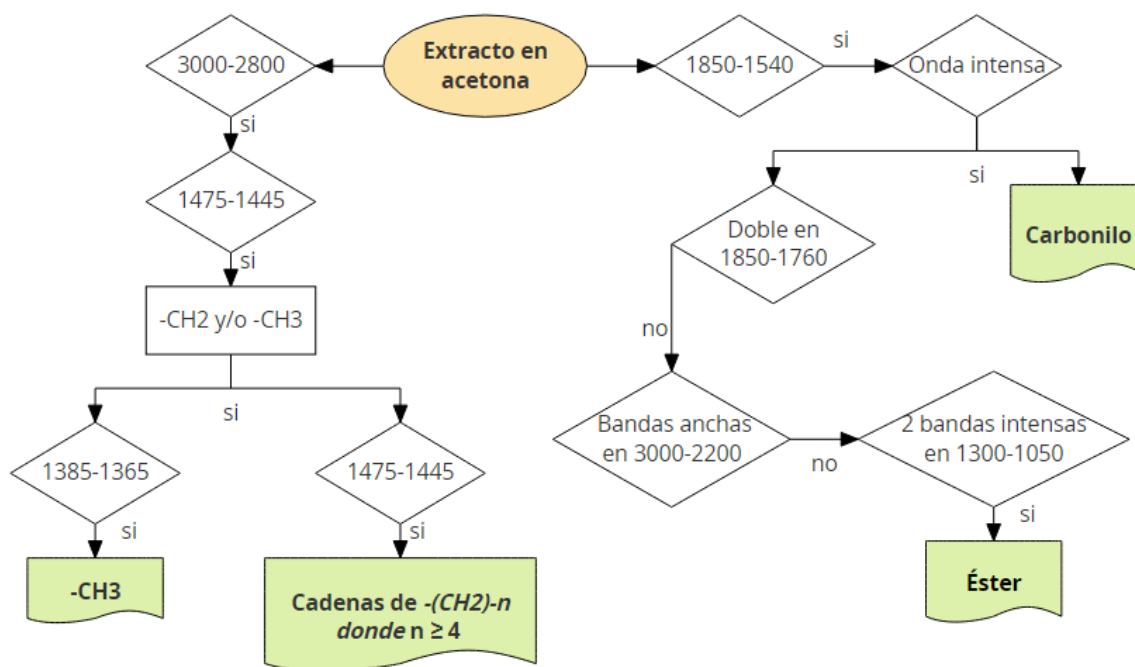 Extracto en
acetona
3000-2800
1850-1540
si
Onda intensa
si
1475-1445
si
Doble en
1850-1760
Carbonilo
si
-CH2 y/o -CH3
no
si
1385-1365
1475-1445
Bandas anchas
en 3000-2200
no
2 bandas intensas
en 1300-1050
si
si
si
-CH3
Cadenas de -(CH2)-n
donde n ≥ 4
Éster